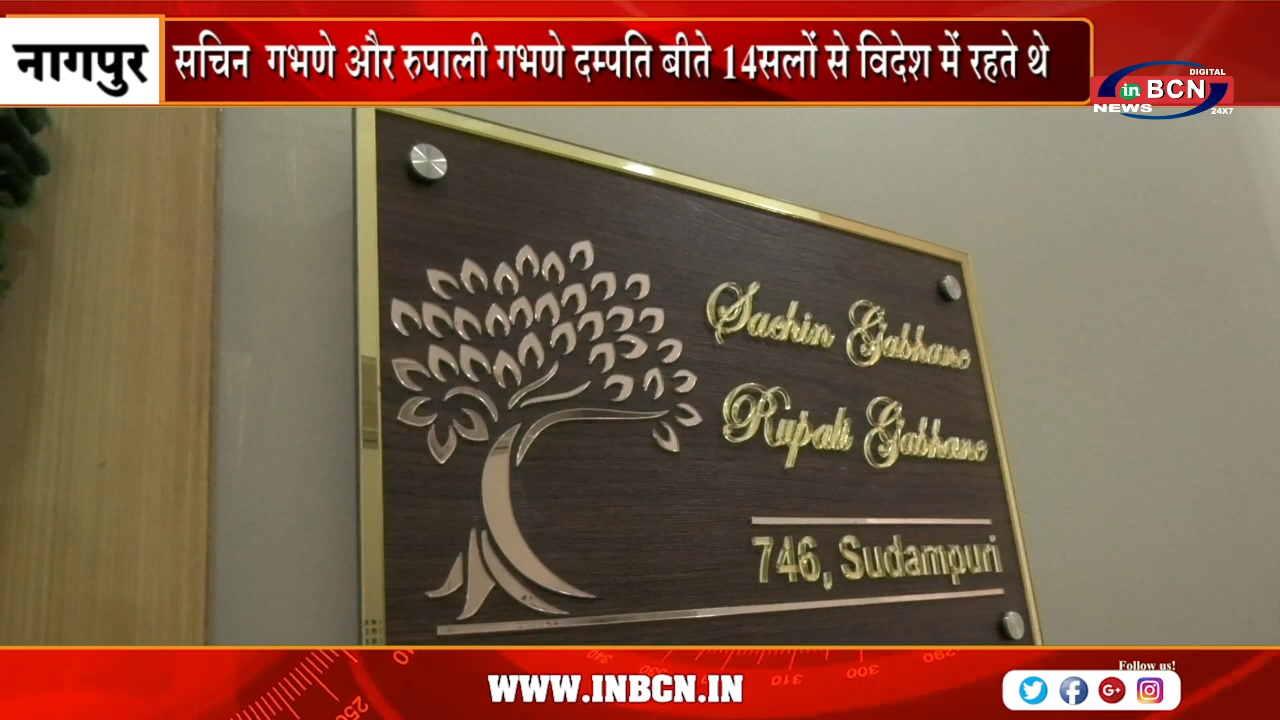 नागपुर
सचिन गभणे और रुपाली गभणे दम्पति बीते 14सलों से विदेश में रहते थे
DIGITAL
in BCN
NEWS
24X7
Sachin Gabhane
Rupali Gabhane
746, Sudampuri
WWW.INBCN.IN
Follow us!